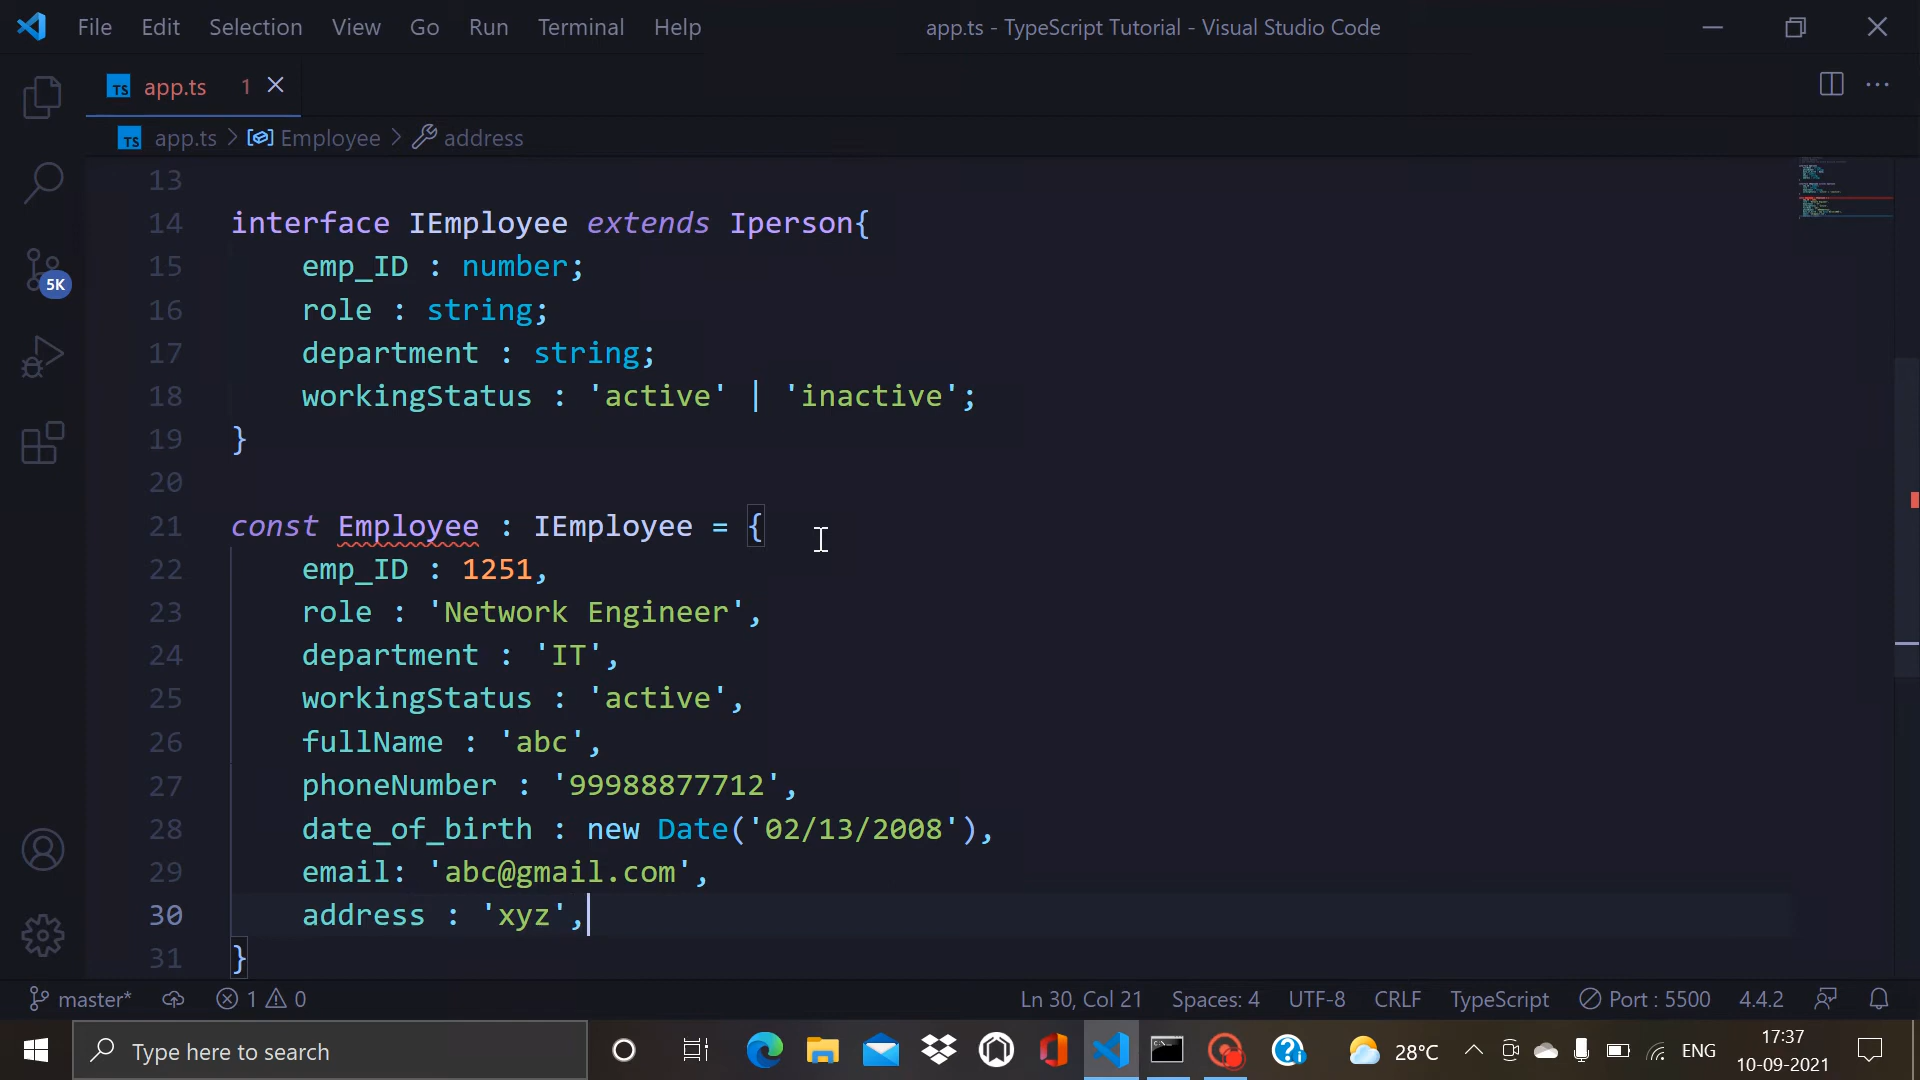 File Edit Selection View Go Run Terminal Help app.ts - TypeScript Tutorial - Visual Studio Code
TS app.ts 1
TS app.ts > Employee > address
13
14 interface IEmployee extends Iperson{
15 emp_ID : number;
16 role : string;
17 department : string;
18 workingStatus : 'active' | 'inactive';
19 }
20
21 const Employee : IEmployee = {
22 emp_ID : 1251,
23 role : 'Network Engineer',
24 department : 'IT',
25 workingStatus : 'active',
26 fullName : 'abc',
27 phoneNumber : '99988877712',
28 date_of_birth : new Date('02/13/2008'),
29 email: 'abc@gmail.com',
30 address : 'xyz',
31 }
5K
master* 1 0 Ln 30, Col 21 Spaces: 4 UTF-8 CRLF TypeScript Port : 5500 4.4.2
Type here to search 28°C ENG 17:37
10-09-2021